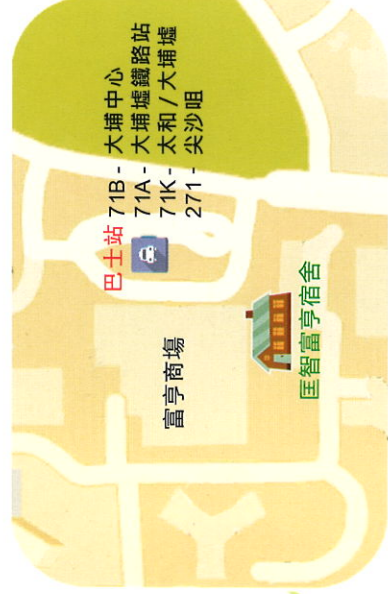 巴士站
71B - 大埔中心
71A - 大埔墟鐵路站
71K - 太和 / 大埔墟
271 - 尖沙咀
富亨商塲
匡智富亨宿舍